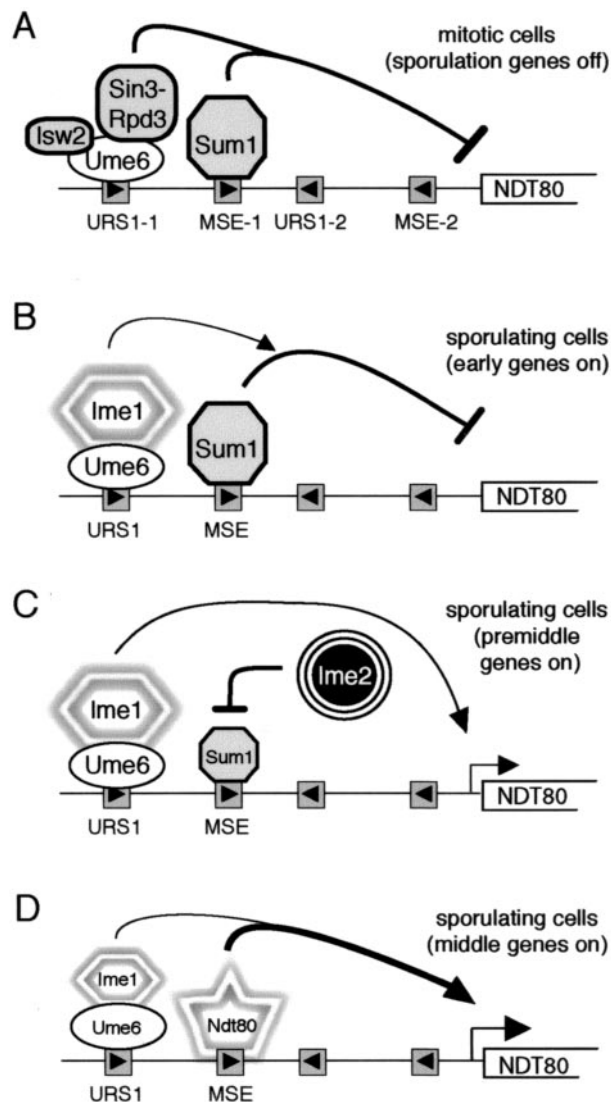 A
mitotic cells
(sporulation genes off)
Sin3-
Rpd3
Isw2
Ume6
Sum1
NDT80
URS1-1
MSE-1
URS1-2
MSE-2
B
sporulating cells
(early genes on)
Ime1
Ume6
Sum1
NDT80
URS1
MSE
C
sporulating cells
(premiddle
genes on)
Ime1
Ime2
Ume6
Sum1
NDT80
URS1
MSE
D
sporulating cells
(middle genes on)
Ime1
Ume6
Ndt80
NDT80
URS1
MSE